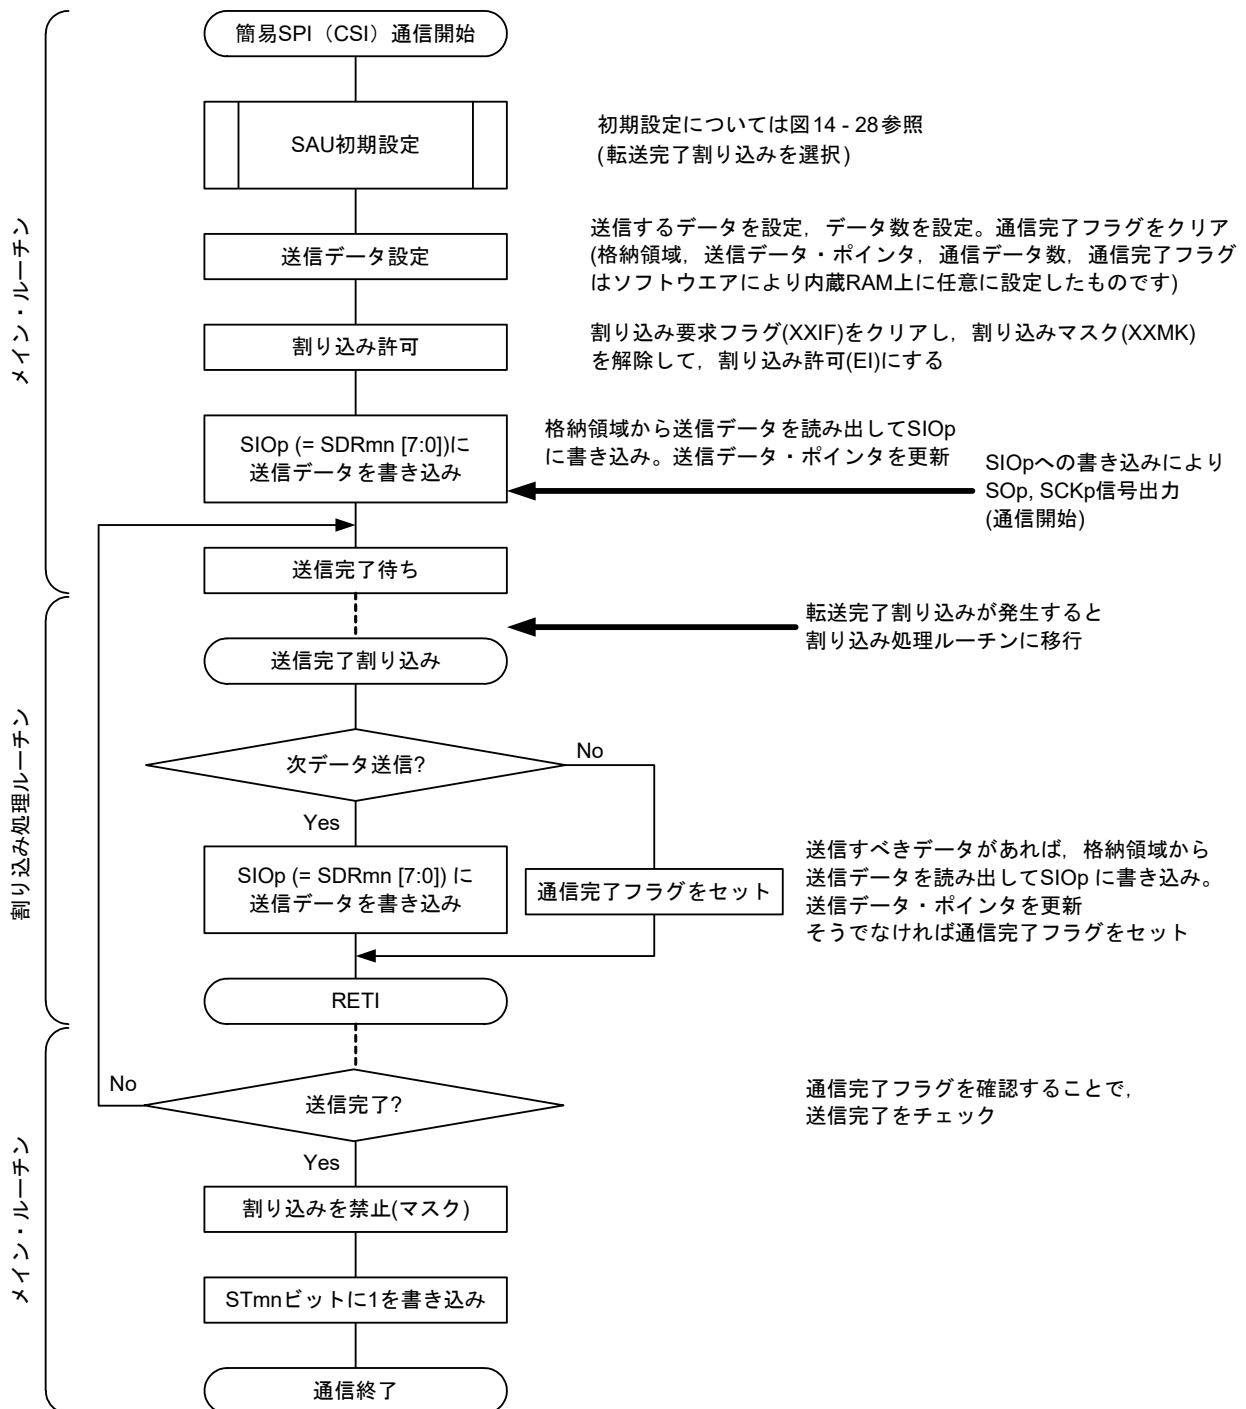 簡易SPI（CSI）通信開始
SAU初期設定
初期設定については図14 - 28参照
(転送完了割り込みを選択)
メイン・ルーチン
送信データ設定
送信するデータを設定，データ数を設定。通信完了フラグをクリア
(格納領域，送信データ・ポインタ，通信データ数，通信完了フラグ
はソフトウエアにより内蔵RAM上に任意に設定したものです)
割り込み許可
割り込み要求フラグ(XXIF)をクリアし，割り込みマスク(XXMK)
を解除して，割り込み許可(EI)にする
SIOp (= SDRmn [7:0])に
送信データを書き込み
格納領域から送信データを読み出してSIOp
に書き込み。送信データ・ポインタを更新
SIOpへの書き込みにより
SOp, SCKp信号出力
(通信開始)
送信完了待ち
転送完了割り込みが発生すると
割り込み処理ルーチンに移行
送信完了割り込み
割り込み処理ルーチン
次データ送信?
No
Yes
SIOp (= SDRmn [7:0]) に
送信データを書き込み
通信完了フラグをセット
送信すべきデータがあれば，格納領域から
送信データを読み出してSIOp に書き込み。
送信データ・ポインタを更新
そうでなければ通信完了フラグをセット
RETI
No
送信完了?
通信完了フラグを確認することで，
送信完了をチェック
Yes
メイン・ルーチン
割り込みを禁止(マスク)
STmnビットに1を書き込み
通信終了